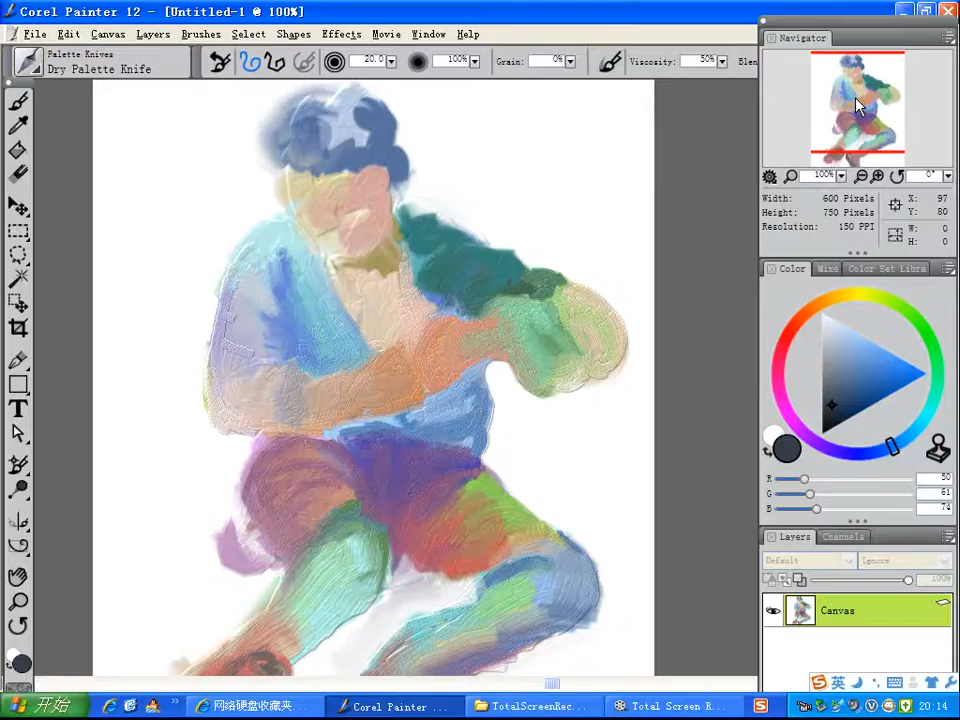 Corel Painter 12 - [Untitled-1 @ 100%]
File Edit Canvas Layers Brushes Select Shapes Effects Movie Window Help
Palette Knives
Dry Palette Knife
20.0
100%
Grain: 0%
Viscosity: 50%
Blen
Navigator
100%
0°
Width: 600 Pixels
Height: 750 Pixels
Resolution: 150 PPI
X: 97
Y: 80
W: 0
H: 0
Color Mixe Color Set Libra
R 50
G 61
B 74
Layers Channels
Default Ignore
100%
Canvas
英
开始
网络硬盘收藏夹...
Corel Painter ...
TotalScreenRec...
Total Screen R...
20:14